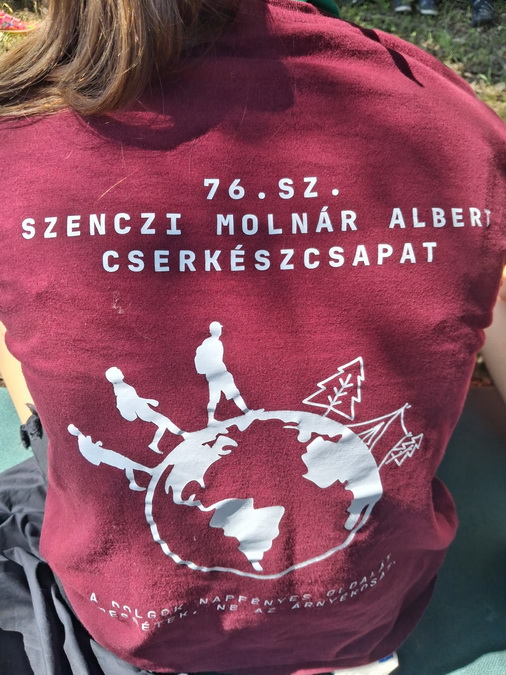 76.SZ.
SZENCZI MOLNÁR ALBERT
CSERKÉSZCSAPAT
A DOLGOK NAPFÉNYES OLDALÁT
NE AZ ÁRNYÉKOSAT.